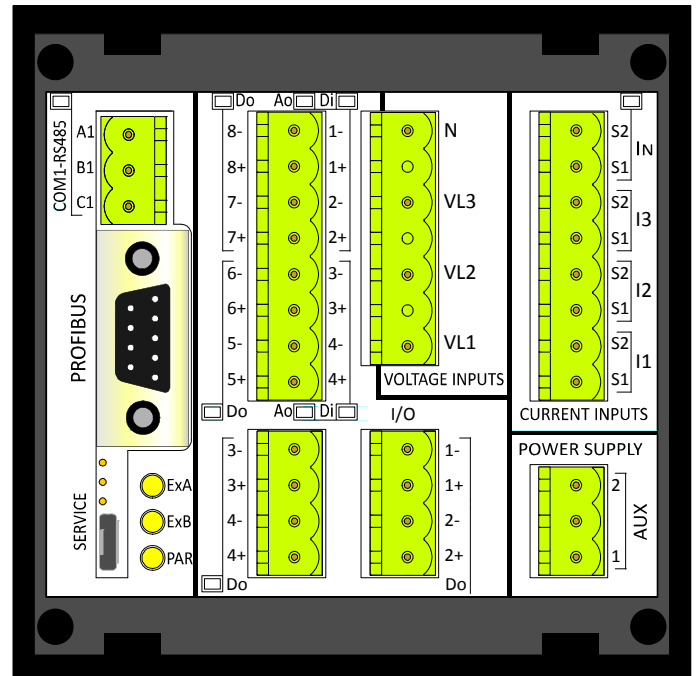 COM1-RS485
A1
B1
C1
PROFIBUS
SERVICE
ExA
ExB
PAR
Do Ao Di
8- 1-
8+ 1+
7- 2-
7+ 2+
6- 3-
6+ 3+
5- 4-
5+ 4+
Do Ao Di
N
VL3
VL2
VL1
VOLTAGE INPUTS
I/O
3- 1-
3+ 1+
4- 2-
4+ 2+
Do Do
S2
S1
IN
S2
S1
I3
S2
S1
I2
S2
S1
I1
CURRENT INPUTS
POWER SUPPLY
2
1
AUX